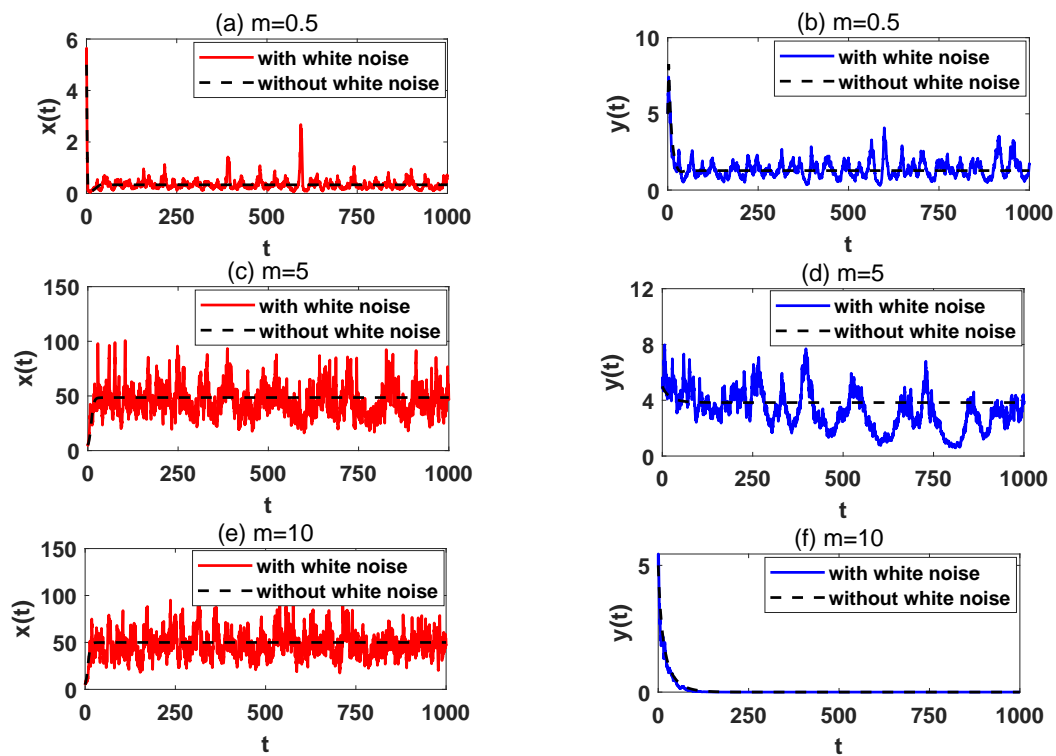 (a) m=0.5
6
4
2
0
x(t)
with white noise
without white noise
0 250 500 750 1000
t
(b) m=0.5
10
5
0
y(t)
with white noise
without white noise
0 250 500 750 1000
t
(c) m=5
150
100
50
0
x(t)
with white noise
without white noise
0 250 500 750 1000
t
(d) m=5
12
8
4
0
y(t)
with white noise
without white noise
0 250 500 750 1000
t
(e) m=10
150
100
50
0
x(t)
with white noise
without white noise
0 250 500 750 1000
t
(f) m=10
5
0
y(t)
with white noise
without white noise
0 250 500 750 1000
t